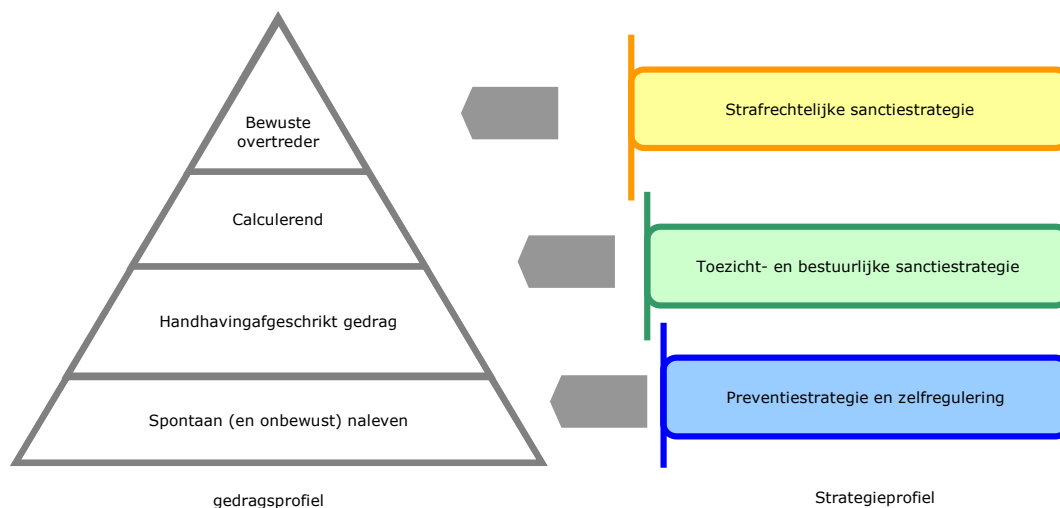 Bewuste
overtreder
Calculerend
Handhavingafgeschrikt gedrag
Spontaan (en onbewust) naleven
gedragsprofiel
Strafrechtelijke sanctiestrategie
Toezicht- en bestuurlijke sanctiestrategie
Preventiestrategie en zelfregulering
Strategieprofiel